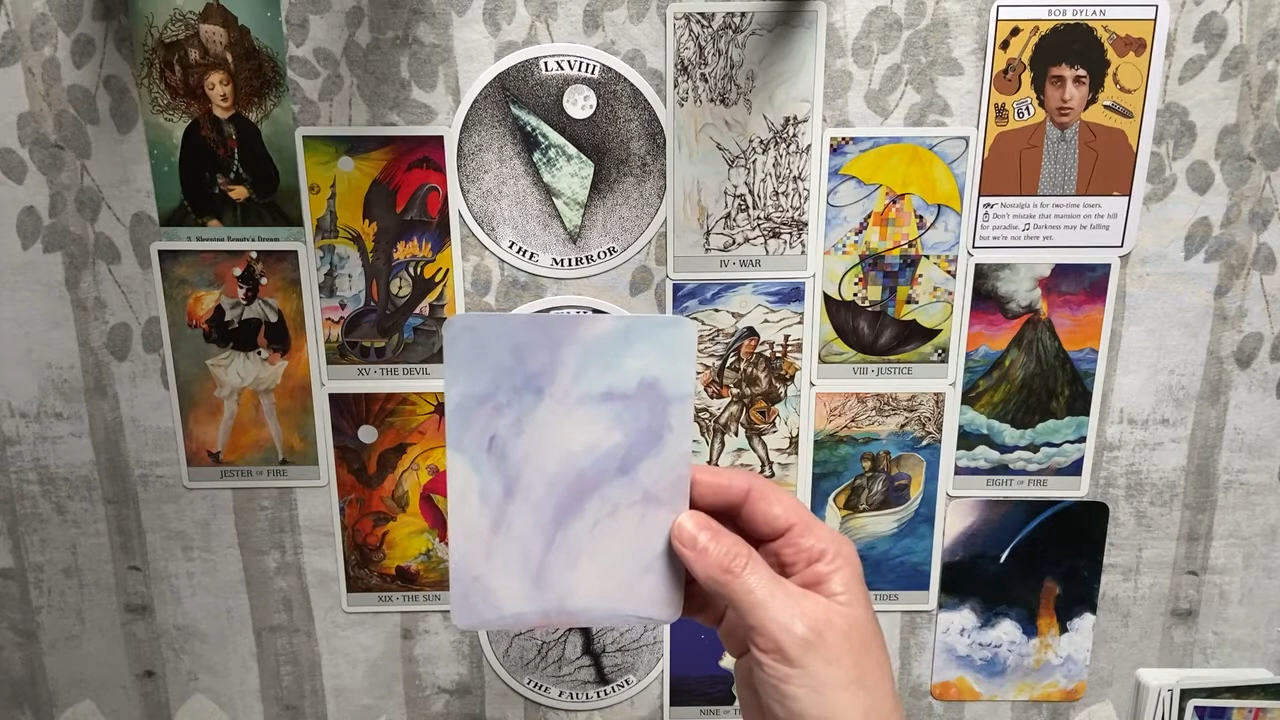 BOB DYLAN
61
Nostalgia is for two-time losers.
Don't mistake that mansion on the hill
for paradise. Darkness may be falling
but we're not there yet.
LXVIII
THE MIRROR
IV • WAR
3. Sleeping Beauty's Dream
XV • THE DEVIL
VIII • JUSTICE
JESTER OF FIRE
EIGHT OF FIRE
XIX • THE SUN
TIDES
THE FAULTLINE
NINE OF